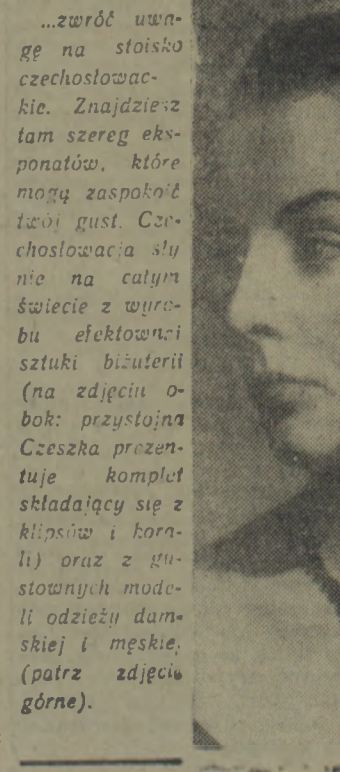 ...zwróć uwa-
gę na stoisko
czechosłowac-
kie. Znajdziesz
tam szereg eks-
ponatów, które
mogą zaspokoić
twój gust. Cze-
chosłowacja sły
nie na całym
świecie z wyro-
bu efektownej
sztuki biżuterii
(na zdjęciu o-
bok: przystojna
Czeszka prezen-
tuje komplet
składający się z
klipsów i kora-
li) oraz z gu-
stownych mode-
li odzieży dam-
skiej i męskiej
(patrz zdjęcie
górne).